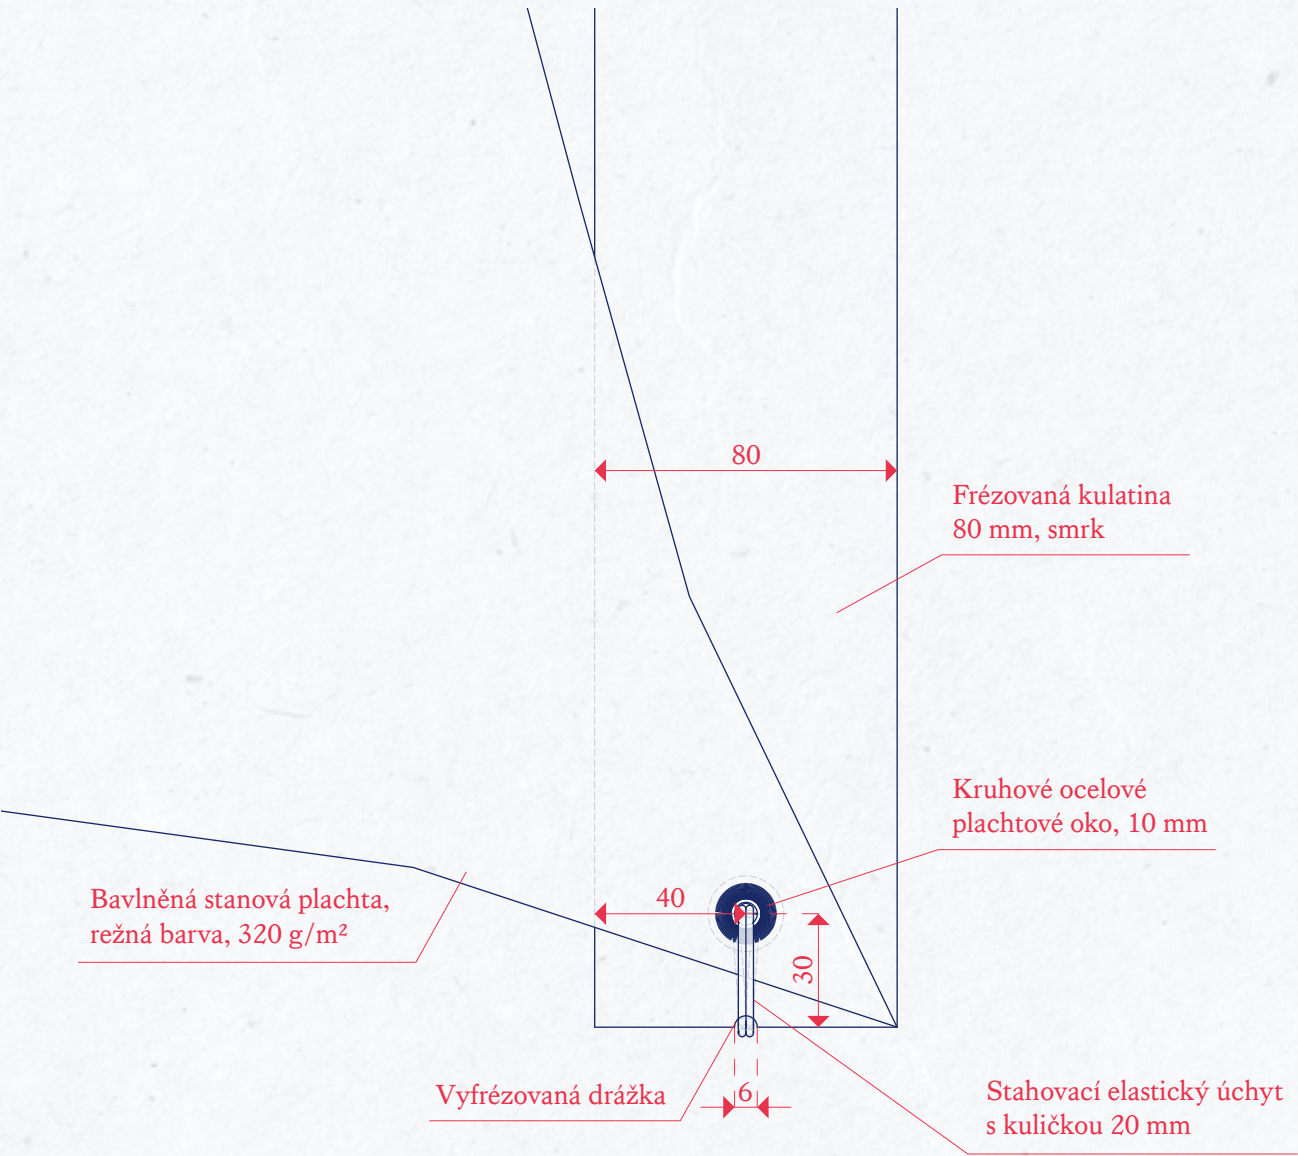 80
Frézovaná kulatina
80 mm, smrk
Kruhové ocelové
plachtové oko, 10 mm
40
Bavlněná stanová plachta,
režná barva, 320 g/m²
30
Vyfrézovaná drážka
6
Stahovací elastický úchyt
s kuličkou 20 mm